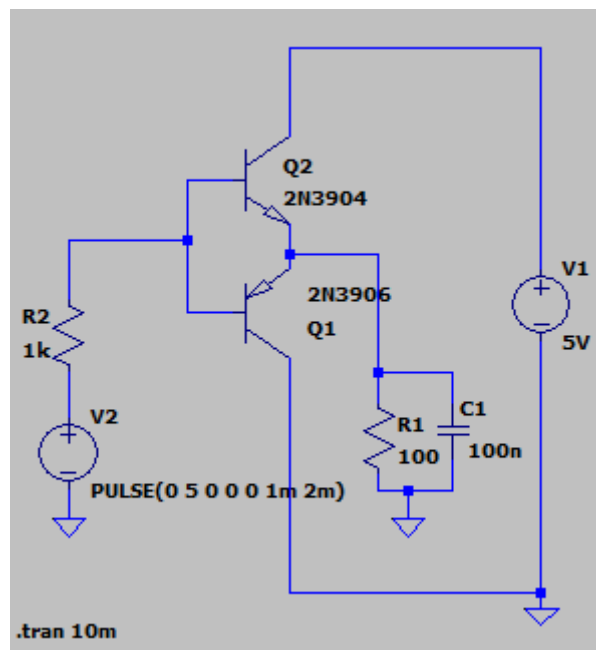 Q2
2N3904
V1
5V
2N3906
Q1
R2
1k
V2
PULSE(0 5 0 0 0 1m 2m)
R1
100
C1
100n
.tran 10m